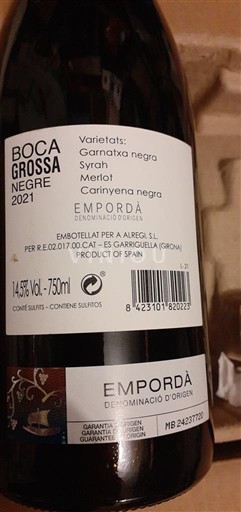 BOCA
GROSSA
NEGRE
2021
Varietats:
Garnatxa negra
Syrah
Merlot
Carinyena negra
EMPORDÀ
DENOMINACIÓ D'ORIGEN
EMBOTELLAT PER A ALREGI, S.L.
PER R.E.02.017.00.CAT – ES GARRIGUELLA (GIRONA)
PRODUCT OF SPAIN
14,5% Vol. - 750ml
CONTÉ SULFITS – CONTIENE SULFITOS
L-21
8 423101 820223
VINIOU
EMPORDÀ
DENOMINACIÓ D'ORIGEN
GARANTIA D'ORIGEN
GARANTÍA DE ORIGEN
GUARANTEE OF ORIGIN
MB 24237720